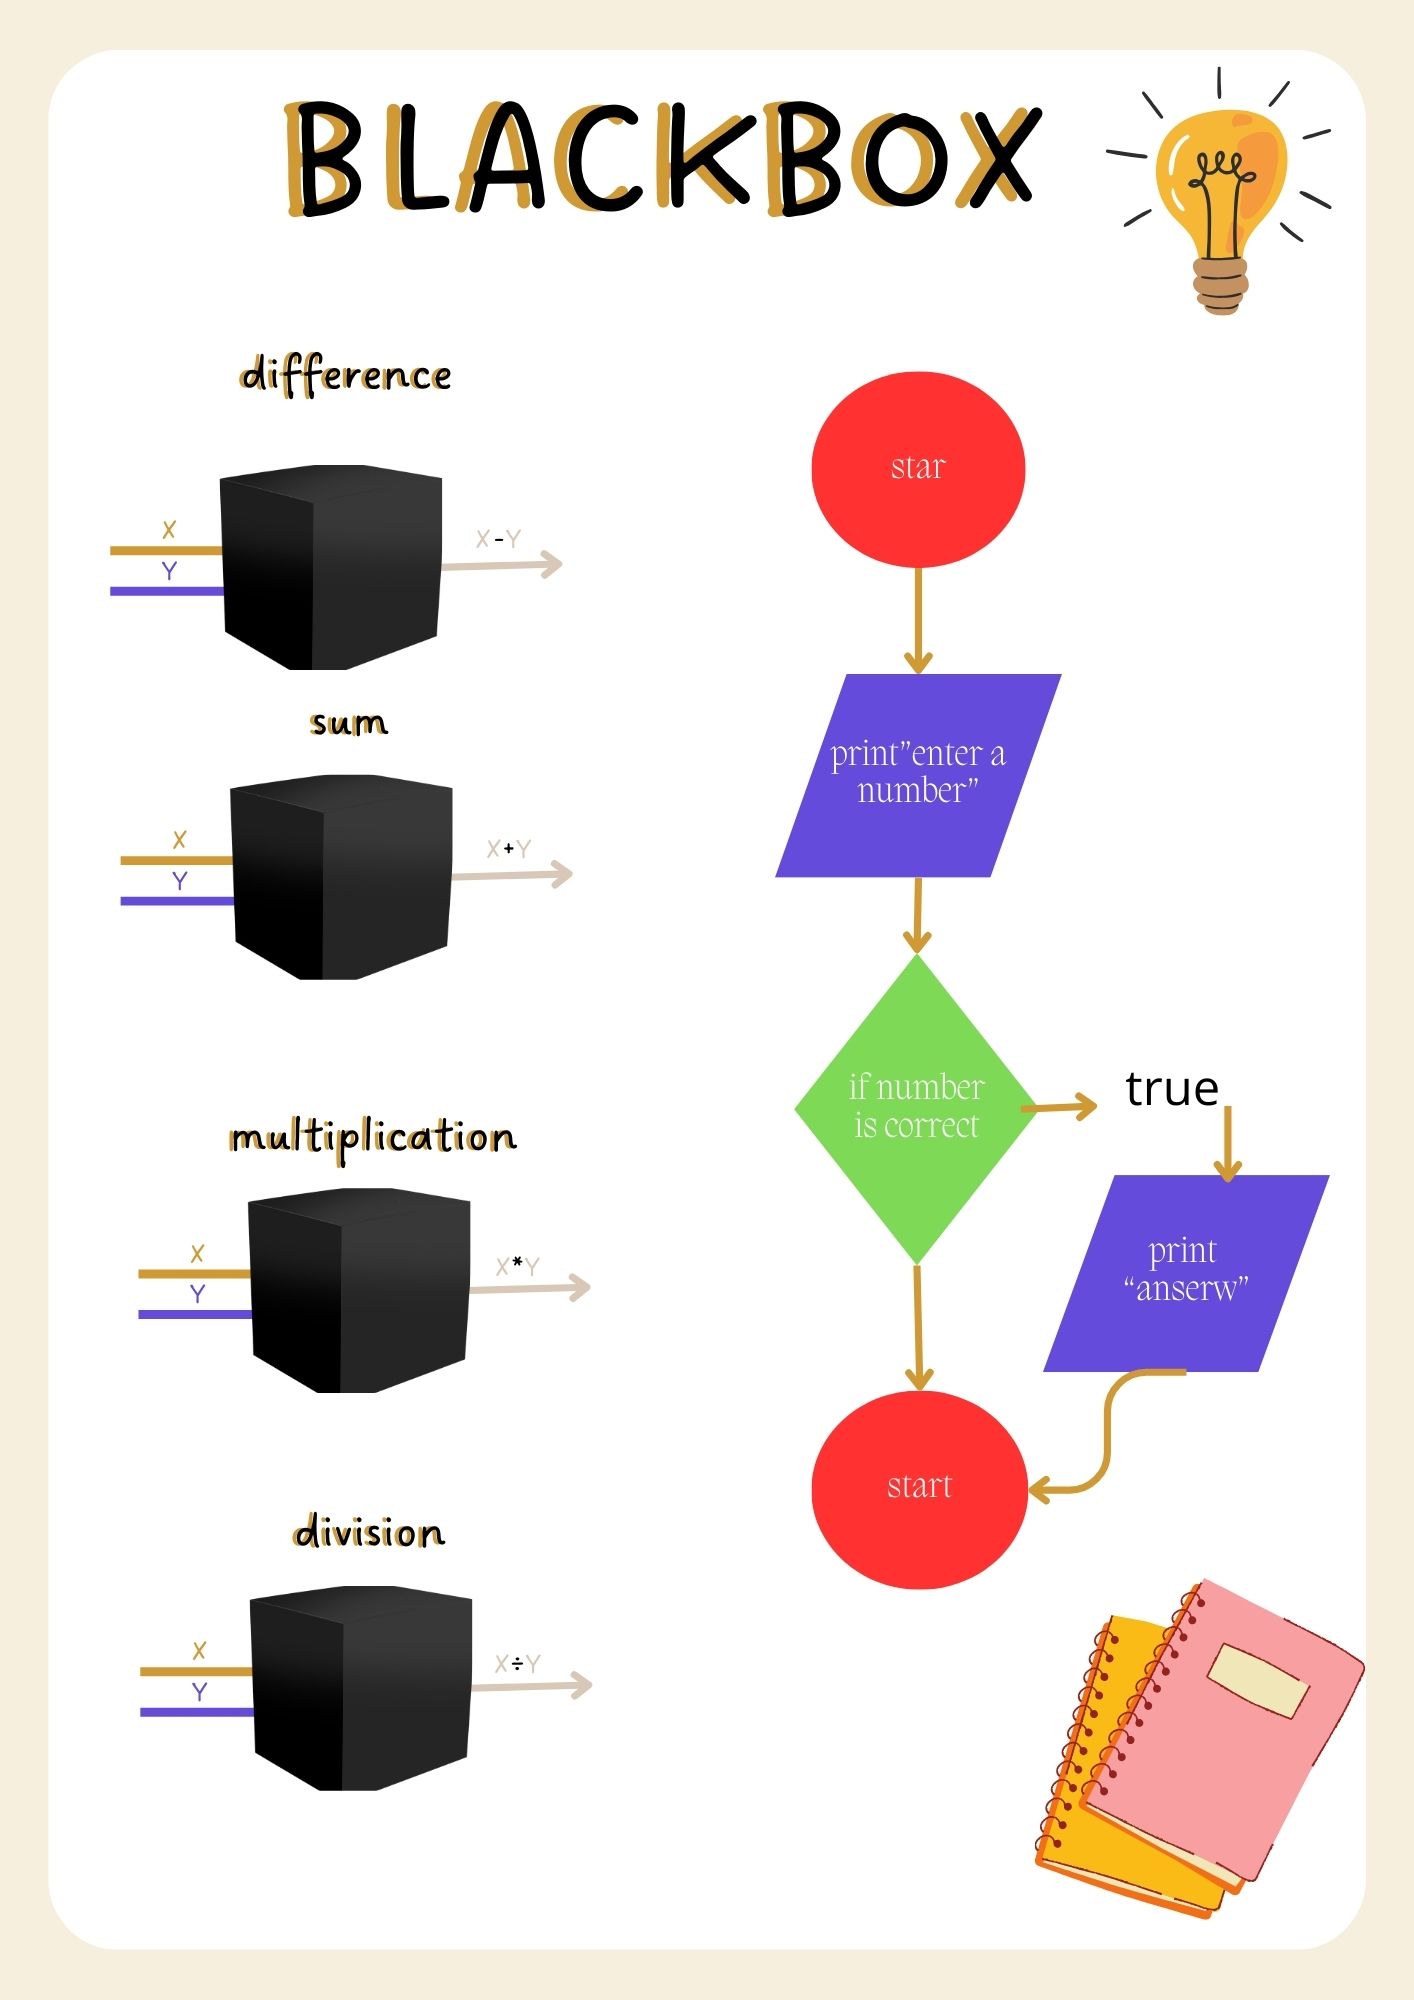 BLACKBOX
difference
X
Y
X-Y
sum
X
Y
X+Y
multiplication
X
Y
X*Y
division
X
Y
X÷Y
star
print”enter a
number”
if number
is correct
true
print
“anserw”
start